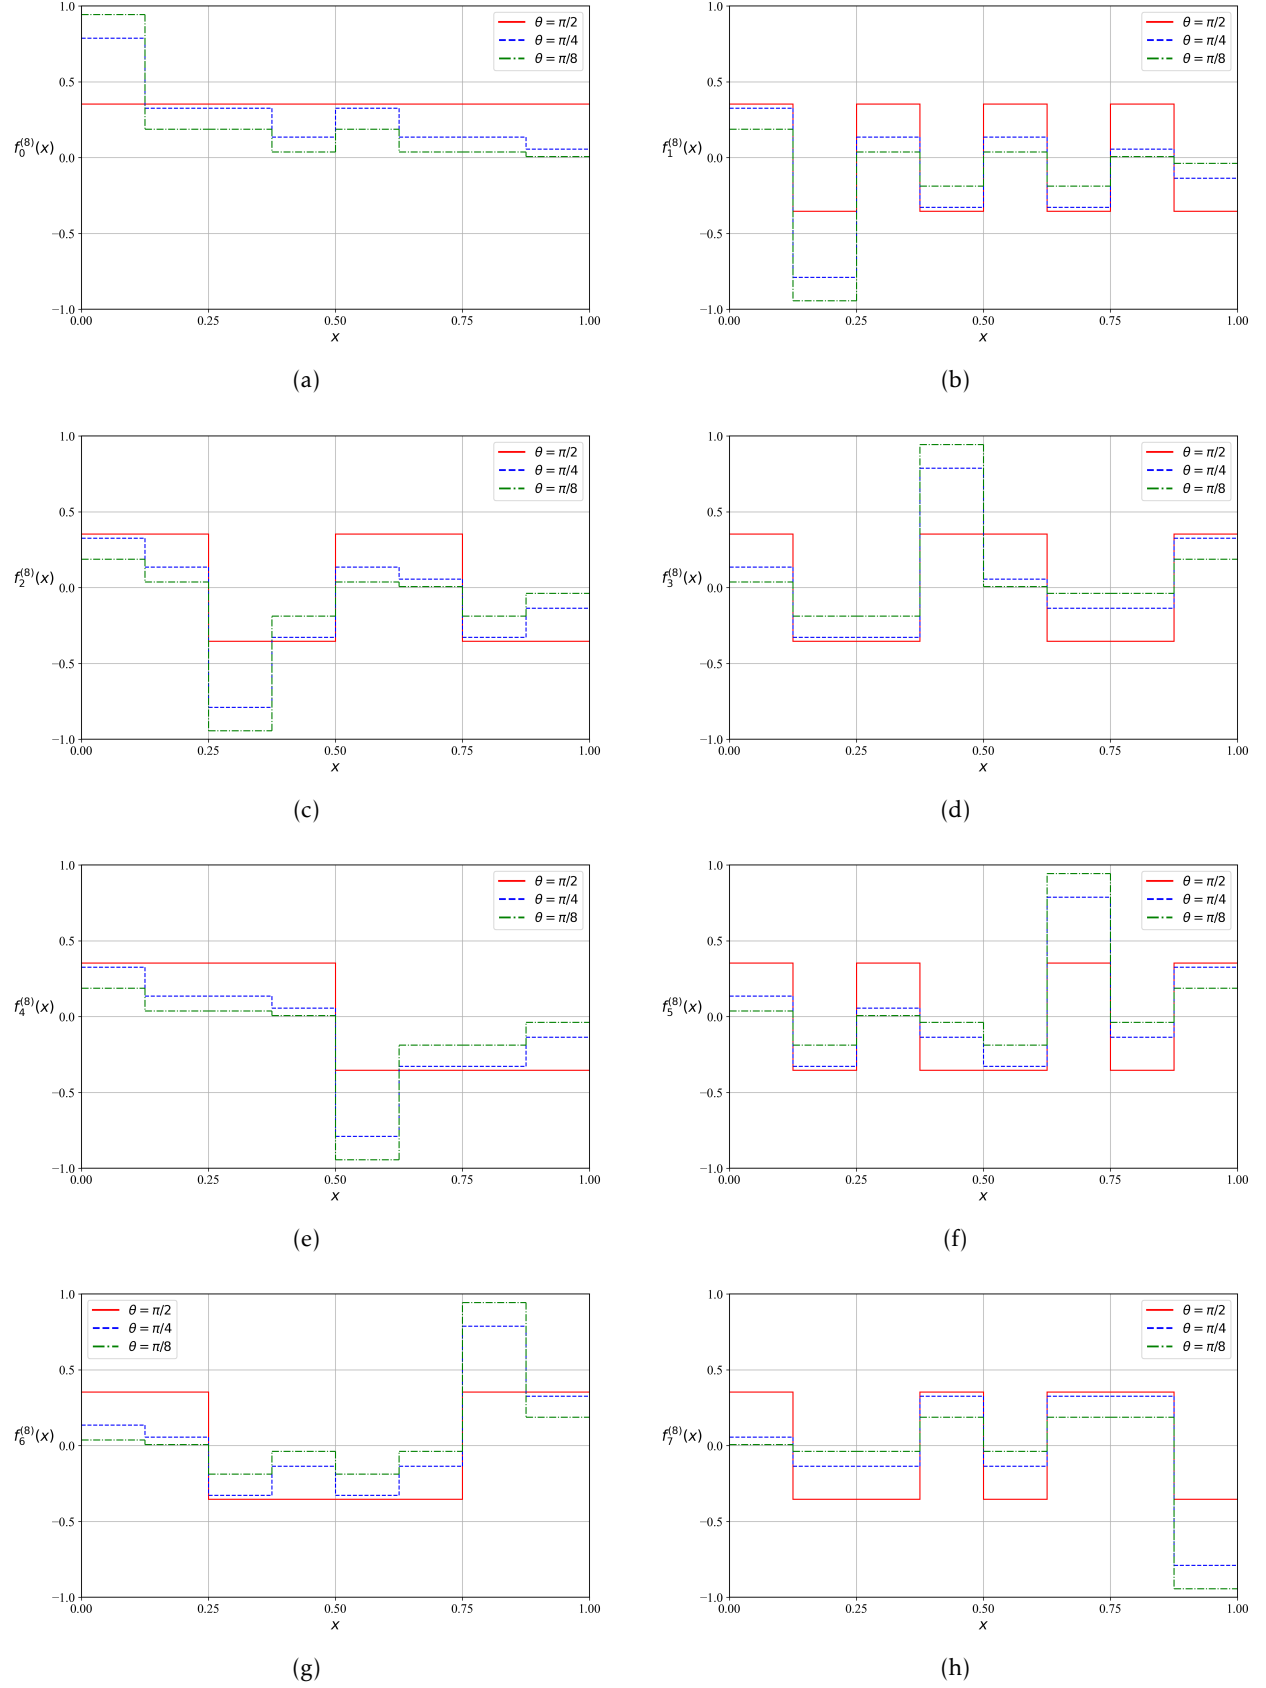 1.0
0.5
0.0
−0.5
−1.0
f₀⁽⁸⁾(x)
θ = π/2
θ = π/4
θ = π/8
0.00 0.25 0.50 0.75 1.00
x
(a)
1.0
0.5
0.0
−0.5
−1.0
f₁⁽⁸⁾(x)
θ = π/2
θ = π/4
θ = π/8
0.00 0.25 0.50 0.75 1.00
x
(b)
1.0
0.5
0.0
−0.5
−1.0
f₂⁽⁸⁾(x)
θ = π/2
θ = π/4
θ = π/8
0.00 0.25 0.50 0.75 1.00
x
(c)
1.0
0.5
0.0
−0.5
−1.0
f₃⁽⁸⁾(x)
θ = π/2
θ = π/4
θ = π/8
0.00 0.25 0.50 0.75 1.00
x
(d)
1.0
0.5
0.0
−0.5
−1.0
f₄⁽⁸⁾(x)
θ = π/2
θ = π/4
θ = π/8
0.00 0.25 0.50 0.75 1.00
x
(e)
1.0
0.5
0.0
−0.5
−1.0
f₅⁽⁸⁾(x)
θ = π/2
θ = π/4
θ = π/8
0.00 0.25 0.50 0.75 1.00
x
(f)
1.0
0.5
0.0
−0.5
−1.0
f₆⁽⁸⁾(x)
θ = π/2
θ = π/4
θ = π/8
0.00 0.25 0.50 0.75 1.00
x
(g)
1.0
0.5
0.0
−0.5
−1.0
f₇⁽⁸⁾(x)
θ = π/2
θ = π/4
θ = π/8
0.00 0.25 0.50 0.75 1.00
x
(h)